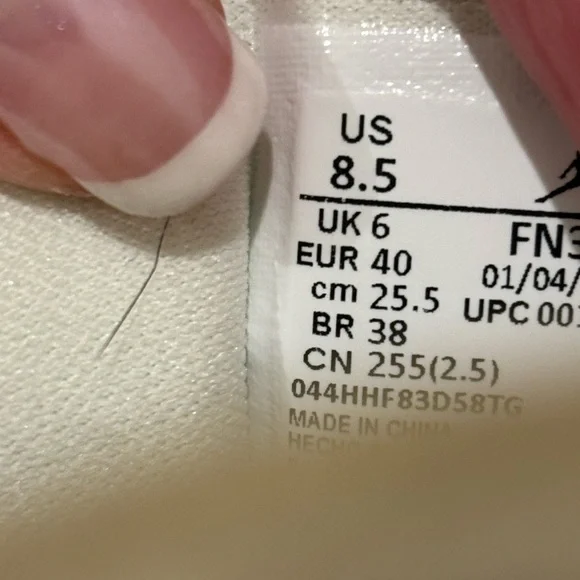 US
8.5
UK 6
EUR 40
cm 25.5
BR 38
CN 255(2.5)
FN3
01/04/
UPC 001
044HHF83D58TG
MADE IN CHINA